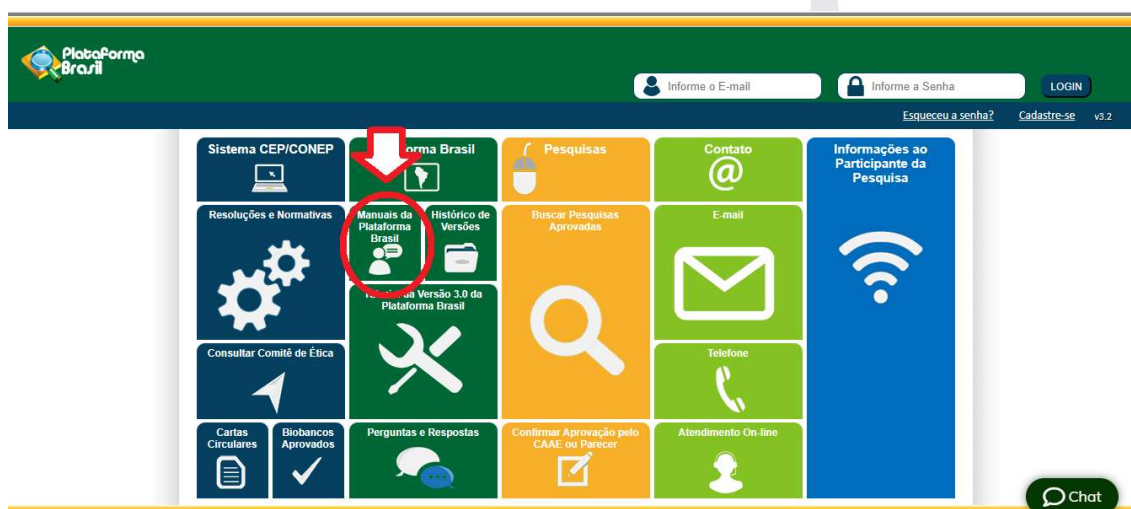 Plataforma
Brasil
Informe o E-mail
Informe a Senha
LOGIN
Esqueceu a senha?
Cadastre-se
v3.2
Sistema CEP/CONEP
orma Brasil
Pesquisas
Contato
@
Informações ao
Participante da
Pesquisa
Resoluções e Normativas
Manuais da
Plataforma
Brasil
Histórico de
Versões
Buscar Pesquisas
Aprovadas
E-mail
da Versão 3.0 da
Plataforma Brasil
Consultar Comitê de Ética
Telefone
Cartas
Circulares
Biobancos
Aprovados
Perguntas e Respostas
Confirmar Aprovação pelo
CAAE ou Parecer
Atendimento On-line
Chat